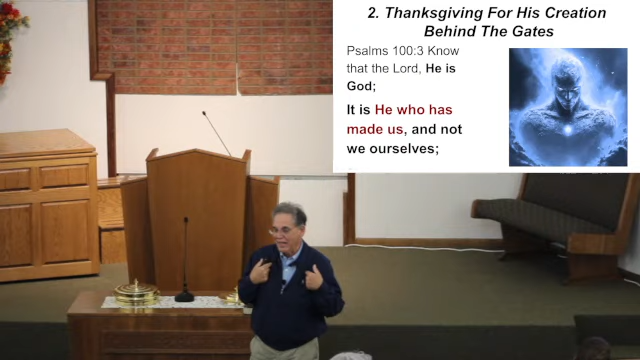 2. Thanksgiving For His Creation
Behind The Gates
Psalms 100:3 Know
that the Lord, He is
God;
It is He who has
made us, and not
we ourselves;